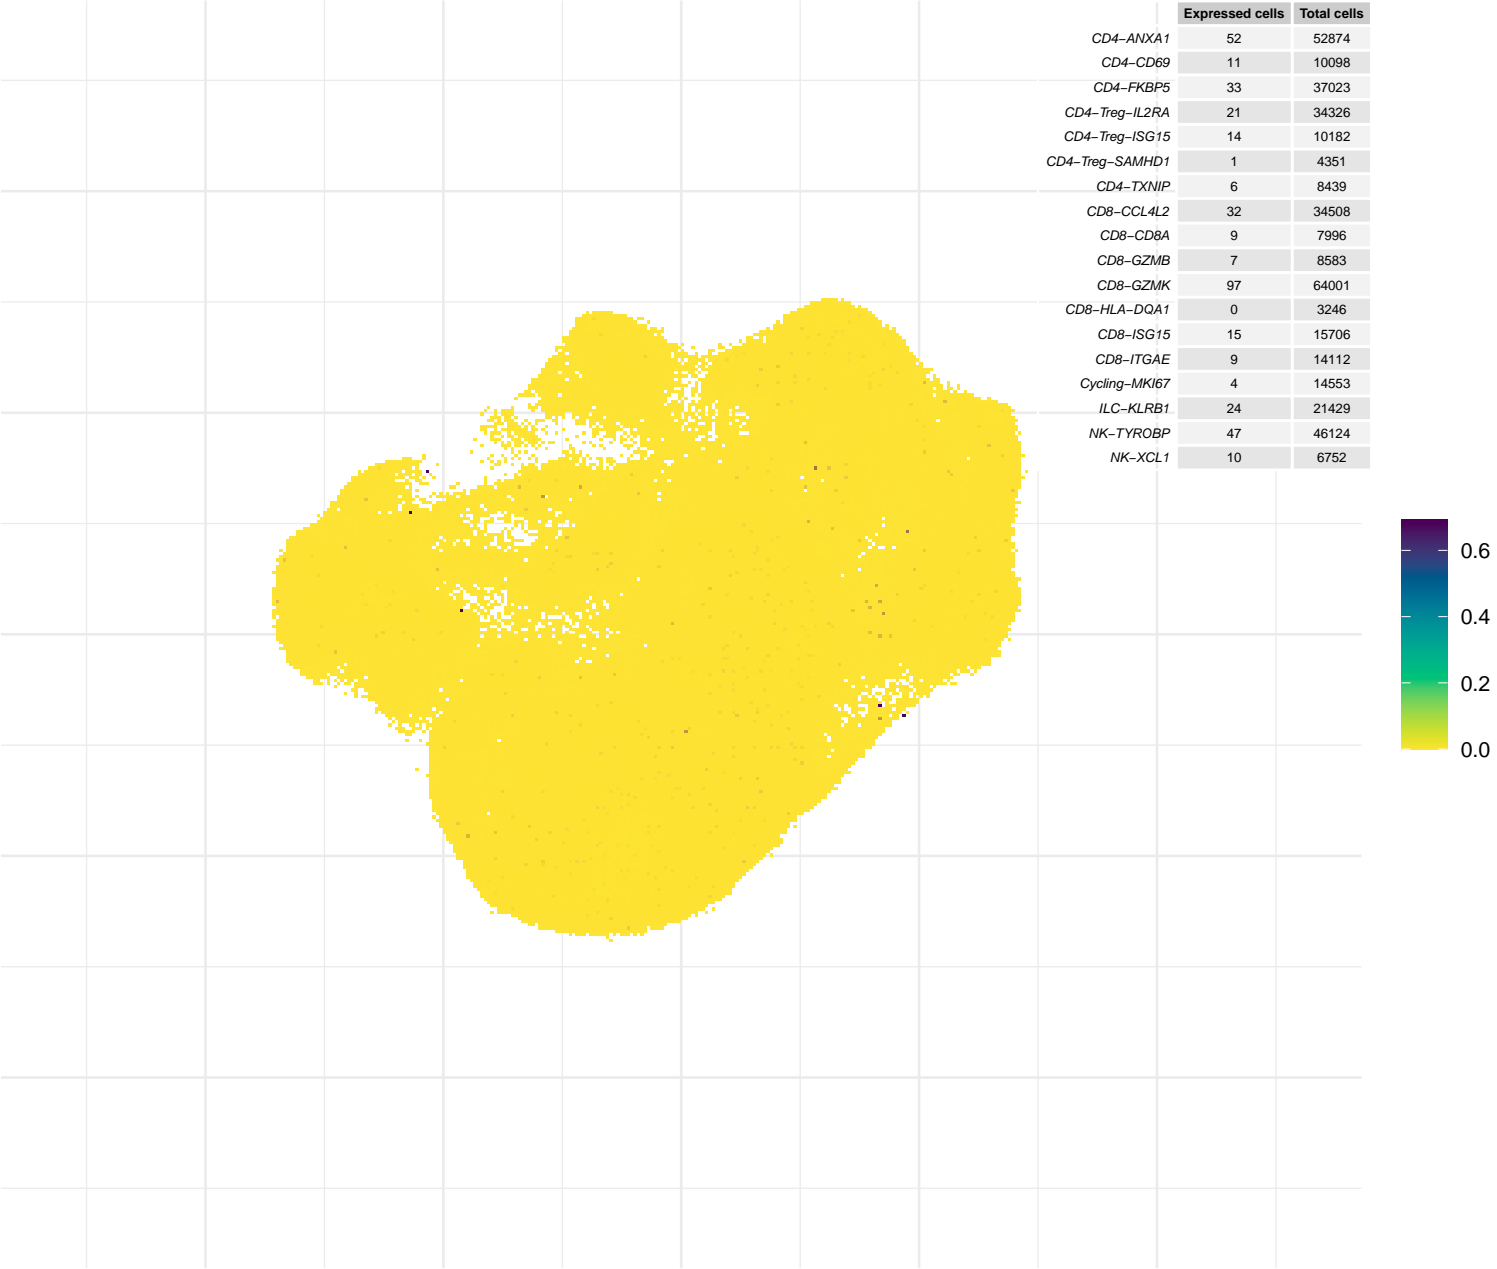 Expressed cells Total cells
CD4−ANXA1 52 52874
CD4−CD69 11 10098
CD4−FKBP5 33 37023
CD4−Treg−IL2RA 21 34326
CD4−Treg−ISG15 14 10182
CD4−Treg−SAMHD1 1 4351
CD4−TXNIP 6 8439
CD8−CCL4L2 32 34508
CD8−CD8A 9 7996
CD8−GZMB 7 8583
CD8−GZMK 97 64001
CD8−HLA−DQA1 0 3246
CD8−ISG15 15 15706
CD8−ITGAE 9 14112
Cycling−MKI67 4 14553
ILC−KLRB1 24 21429
NK−TYROBP 47 46124
NK−XCL1 10 6752
0.6
0.4
0.2
0.0